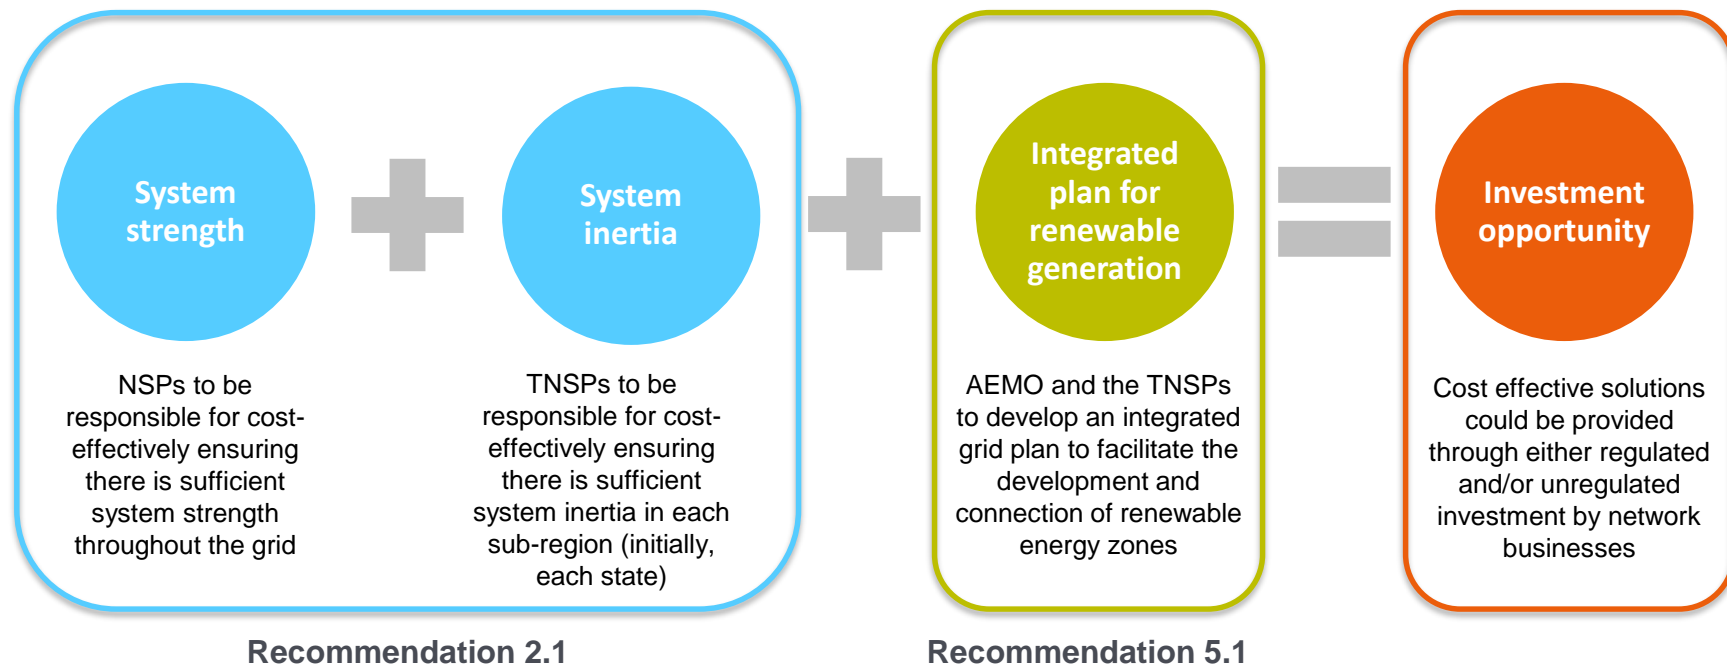 System
strength
NSPs to be
responsible for cost-
effectively ensuring
there is sufficient
system strength
throughout the grid
System
inertia
TNSPs to be
responsible for cost-
effectively ensuring
there is sufficient
system inertia in each
sub-region (initially,
each state)
Recommendation 2.1
Integrated
plan for
renewable
generation
AEMO and the TNSPs
to develop an integrated
grid plan to facilitate the
development and
connection of renewable
energy zones
Recommendation 5.1
Investment
opportunity
Cost effective solutions
could be provided
through either regulated
and/or unregulated
investment by network
businesses